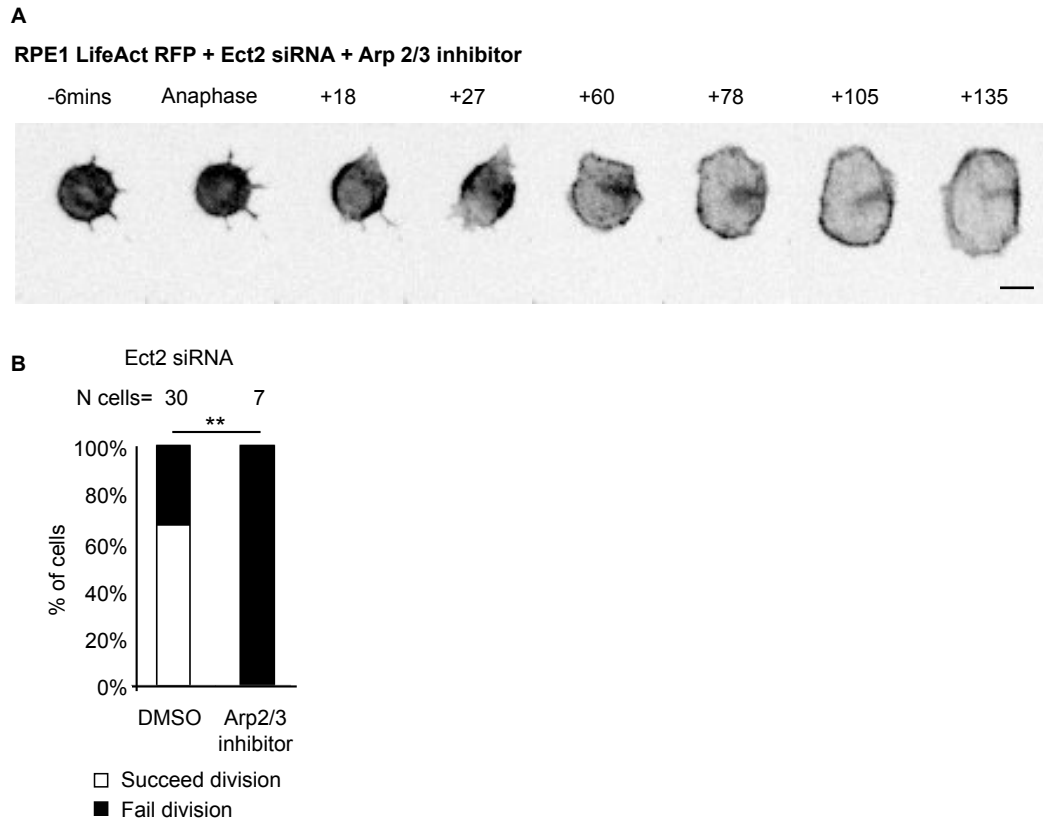 A
RPE1 LifeAct RFP + Ect2 siRNA + Arp 2/3 inhibitor
-6mins Anaphase +18 +27 +60 +78 +105 +135
B
Ect2 siRNA
N cells= 30 7
**
100%
80%
60%
40%
20%
0%
% of cells
DMSO Arp2/3
inhibitor
Succeed division
Fail division